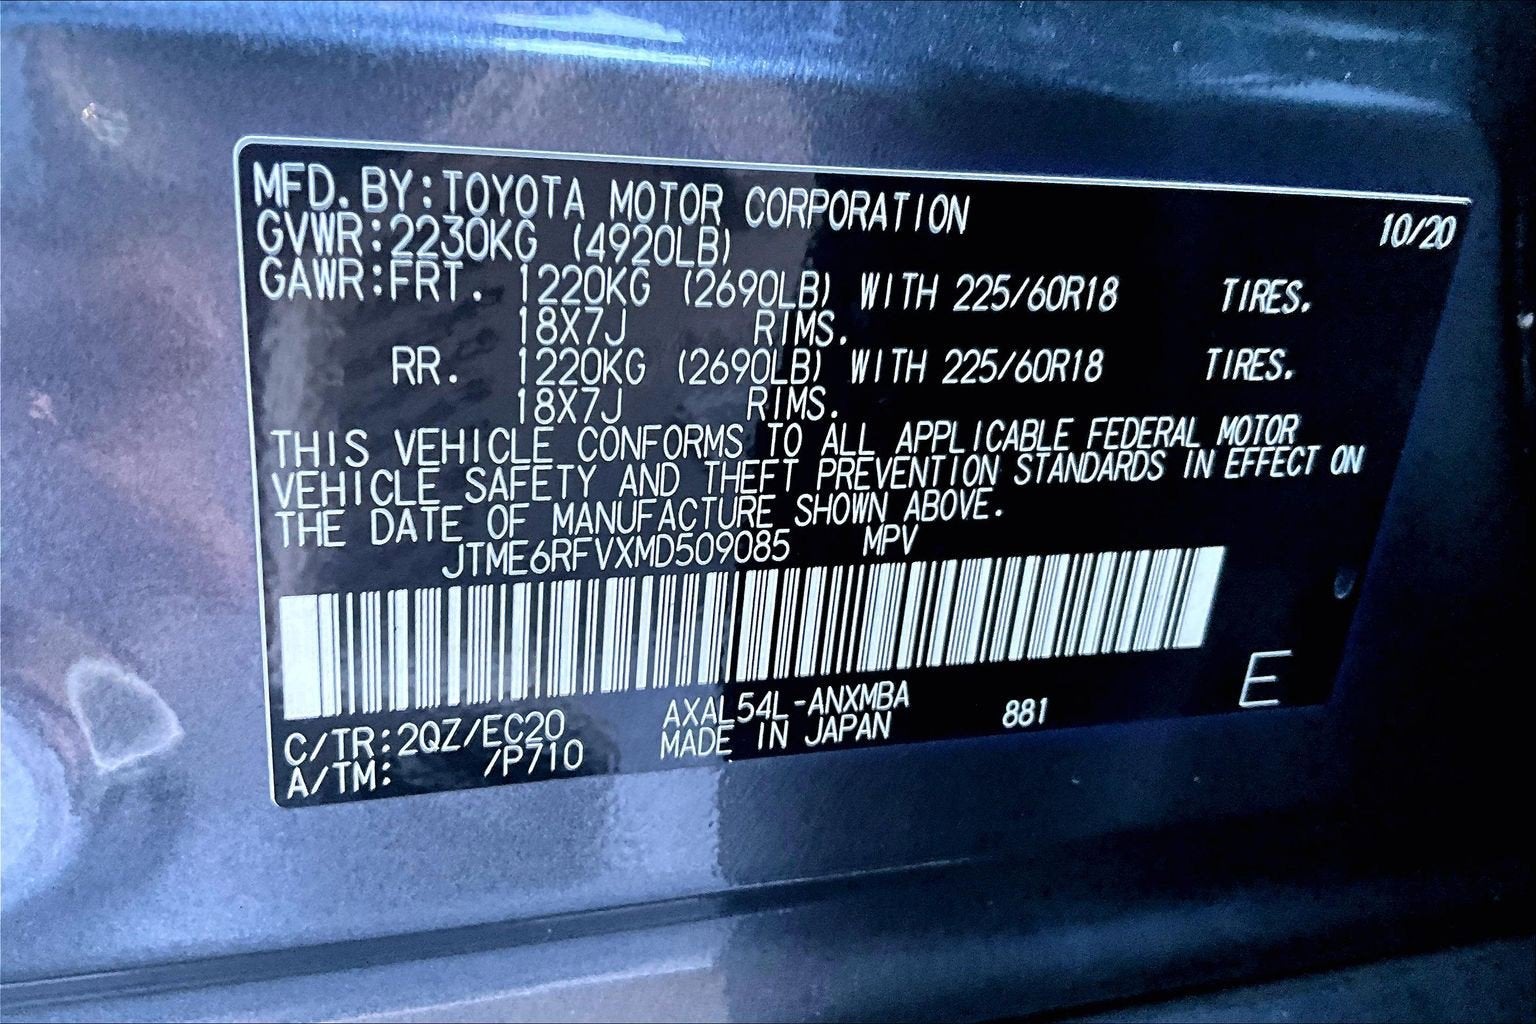 MFD.BY:TOYOTA MOTOR CORPORATION 10/20
GVWR:2230KG (4920LB)
GAWR:FRT. 1220KG (2690LB) WITH 225/60R18 TIRES.
18X7J RIMS.
RR. 1220KG (2690LB) WITH 225/60R18 TIRES.
18X7J RIMS.
THIS VEHICLE CONFORMS TO ALL APPLICABLE FEDERAL MOTOR
VEHICLE SAFETY AND THEFT PREVENTION STANDARDS IN EFFECT ON
THE DATE OF MANUFACTURE SHOWN ABOVE.
JTME6RFVXMD509085 MPV
C/TR:2QZ/EC20 AXAL54L-ANXMBA 881 E
A/TM: /P710 MADE IN JAPAN